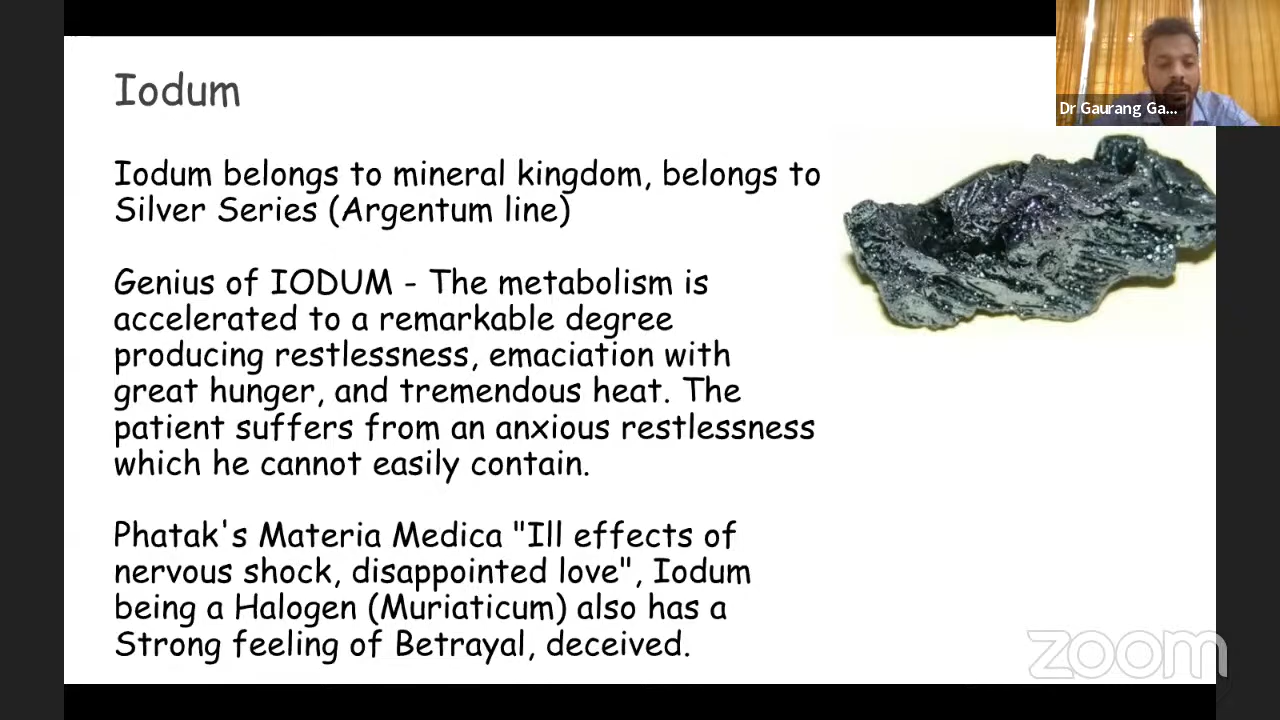 Iodum
Dr Gaurang Ga...
Iodum belongs to mineral kingdom, belongs to
Silver Series (Argentum line)
Genius of IODUM - The metabolism is
accelerated to a remarkable degree
producing restlessness, emaciation with
great hunger, and tremendous heat. The
patient suffers from an anxious restlessness
which he cannot easily contain.
Phatak's Materia Medica "Ill effects of
nervous shock, disappointed love", Iodum
being a Halogen (Muriaticum) also has a
Strong feeling of Betrayal, deceived.
zoom